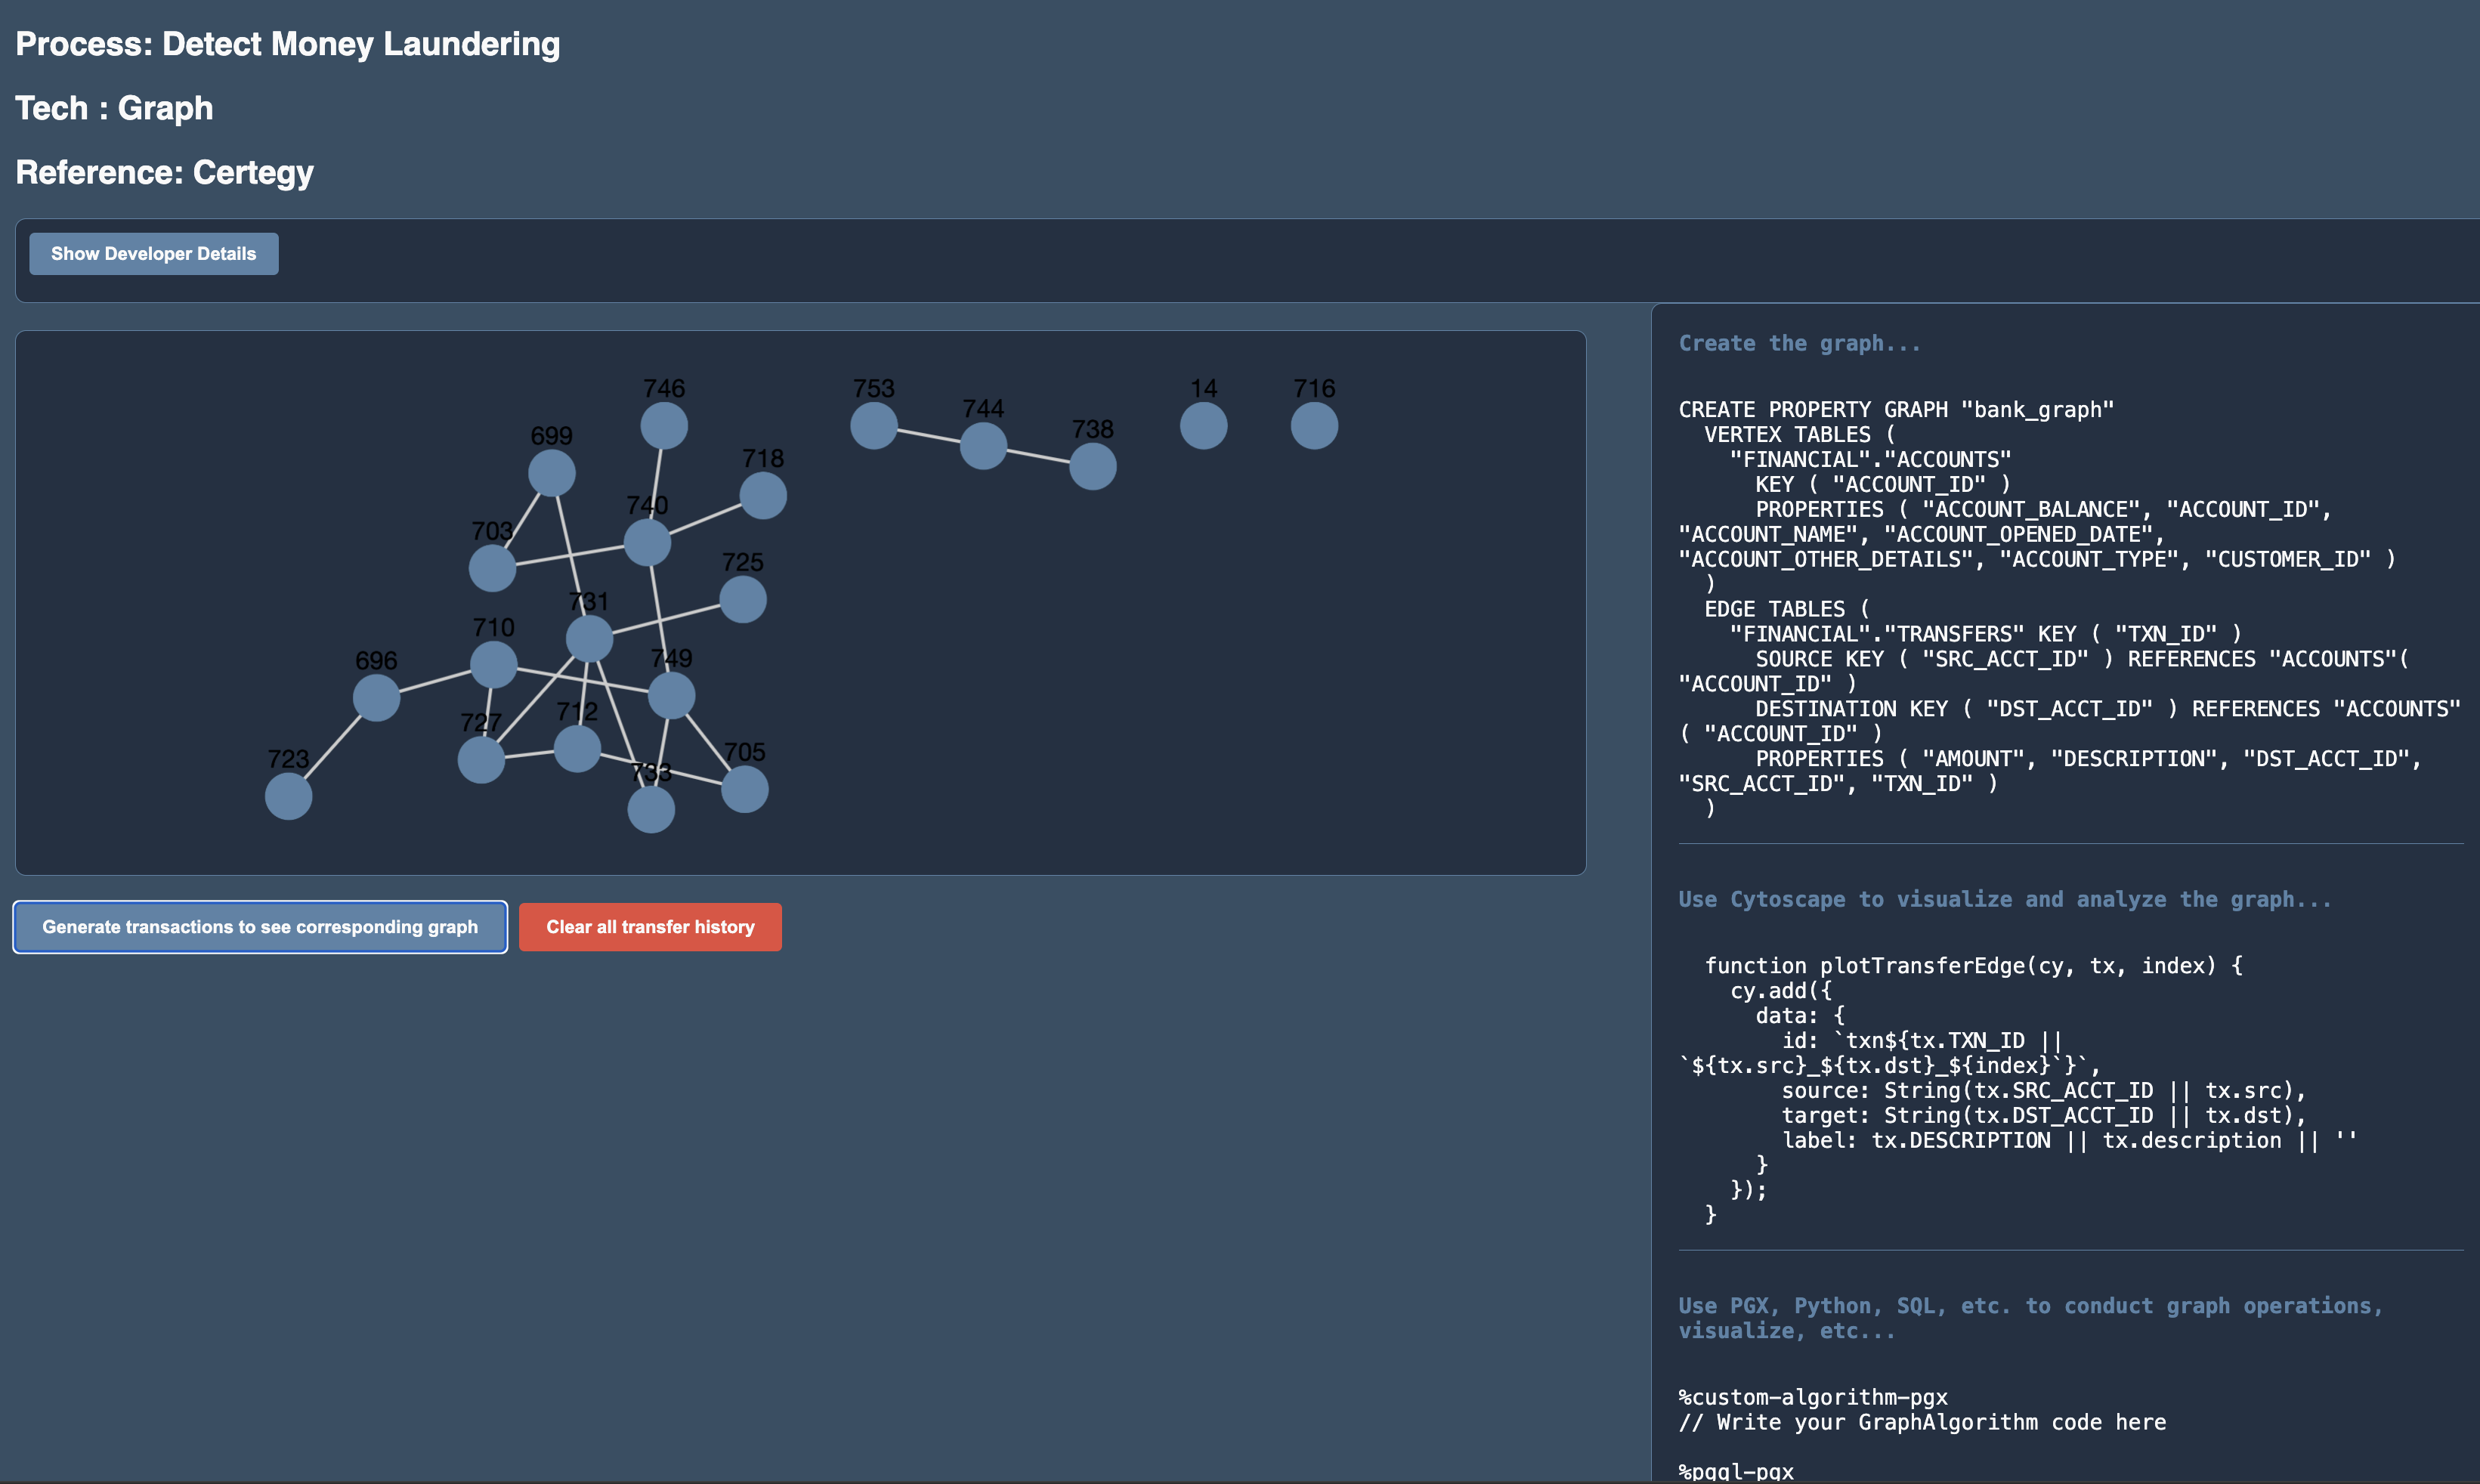 Process: Detect Money Laundering
Tech : Graph
Reference: Certegy
Show Developer Details
746
753
14
716
744
738
699
718
740
703
725
731
710
749
696
712
727
705
723
733
Generate transactions to see corresponding graph
Clear all transfer history
Create the graph...
CREATE PROPERTY GRAPH "bank_graph"
VERTEX TABLES (
"FINANCIAL"."ACCOUNTS"
KEY ( "ACCOUNT_ID" )
PROPERTIES ( "ACCOUNT_BALANCE", "ACCOUNT_ID",
"ACCOUNT_NAME", "ACCOUNT_OPENED_DATE",
"ACCOUNT_OTHER_DETAILS", "ACCOUNT_TYPE", "CUSTOMER_ID" )
)
EDGE TABLES (
"FINANCIAL"."TRANSFERS" KEY ( "TXN_ID" )
SOURCE KEY ( "SRC_ACCT_ID" ) REFERENCES "ACCOUNTS"(
"ACCOUNT_ID" )
DESTINATION KEY ( "DST_ACCT_ID" ) REFERENCES "ACCOUNTS"
( "ACCOUNT_ID" )
PROPERTIES ( "AMOUNT", "DESCRIPTION", "DST_ACCT_ID",
"SRC_ACCT_ID", "TXN_ID" )
)
Use Cytoscape to visualize and analyze the graph...
function plotTransferEdge(cy, tx, index) {
cy.add({
data: {
id: `txn${tx.TXN_ID ||
`${tx.src}_${tx.dst}_${index}`}`,
source: String(tx.SRC_ACCT_ID || tx.src),
target: String(tx.DST_ACCT_ID || tx.dst),
label: tx.DESCRIPTION || tx.description || ''
}
});
}
Use PGX, Python, SQL, etc. to conduct graph operations,
visualize, etc...
%custom-algorithm-pgx
// Write your GraphAlgorithm code here
%pgql-pgx